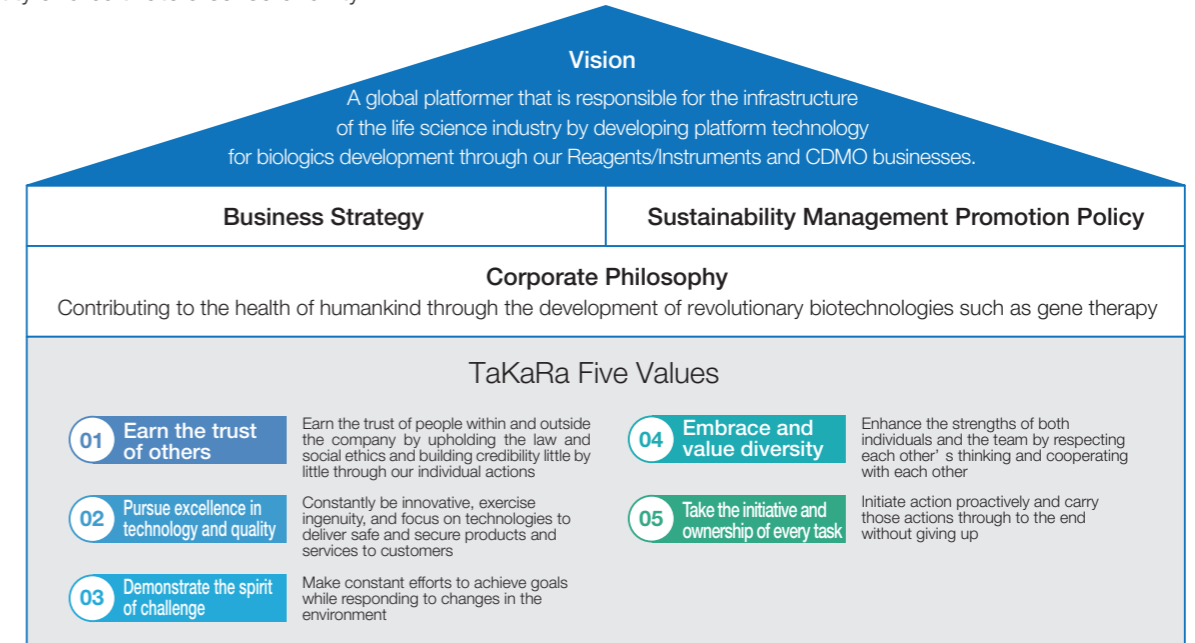 Vision
A global platformer that is responsible for the infrastructure
of the life science industry by developing platform technology
for biologics development through our Reagents/Instruments and CDMO businesses.
Business Strategy
Sustainability Management Promotion Policy
Corporate Philosophy
Contributing to the health of humankind through the development of revolutionary biotechnologies such as gene therapy
TaKaRa Five Values
01
Earn the trust
of others
Earn the trust of people within and outside
the company by upholding the law and
social ethics and building credibility little by
little through our individual actions
02
Pursue excellence in
technology and quality
Constantly be innovative, exercise
ingenuity, and focus on technologies to
deliver safe and secure products and
services to customers
03
Demonstrate the spirit
of challenge
Make constant efforts to achieve goals
while responding to changes in the
environment
04
Embrace and
value diversity
Enhance the strengths of both
individuals and the team by respecting
each other’ s thinking and cooperating
with each other
05
Take the initiative and
ownership of every task
Initiate action proactively and carry
those actions through to the end
without giving up